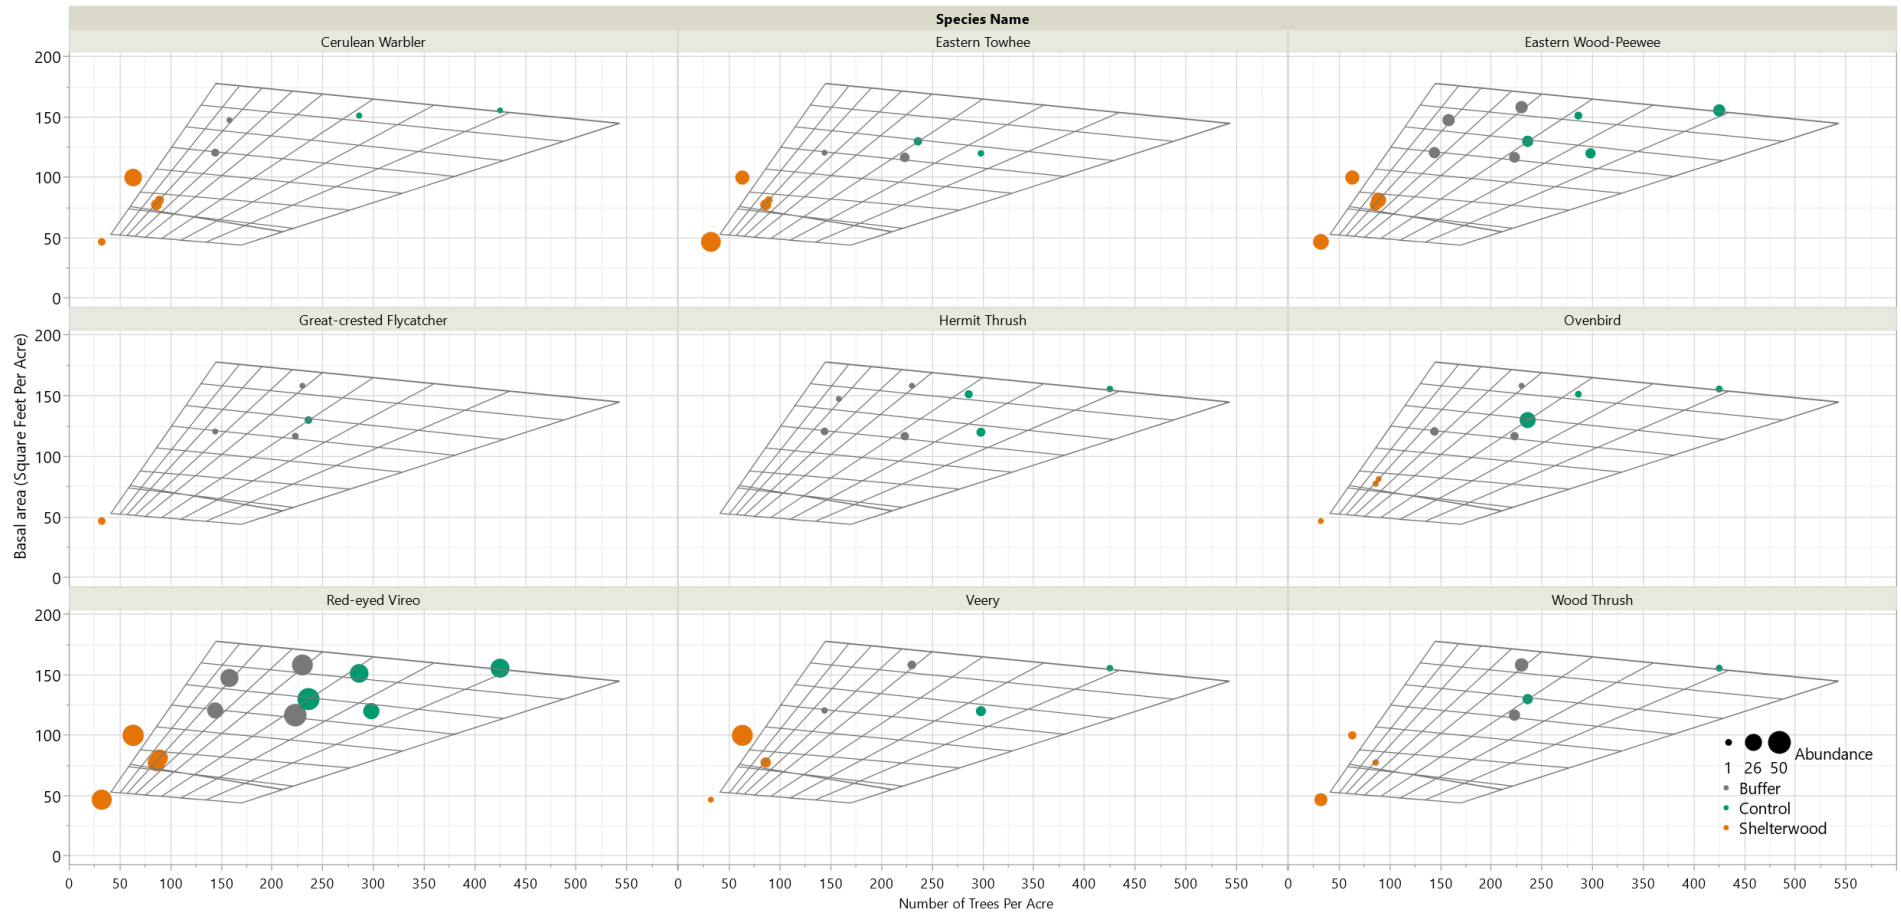 Species Name
Cerulean Warbler Eastern Towhee Eastern Wood-Peewee
200
150
100
50
0
Great-crested Flycatcher Hermit Thrush Ovenbird
200
150
100
50
0
Basal area (Square Feet Per Acre)
Red-eyed Vireo Veery Wood Thrush
200
150
100
50
0
Abundance
1 26 50
Buffer
Control
Shelterwood
0 50 100 150 200 250 300 350 400 450 500 550 0 50 100 150 200 250 300 350 400 450 500 550 0 50 100 150 200 250 300 350 400 450 500 550
Number of Trees Per Acre